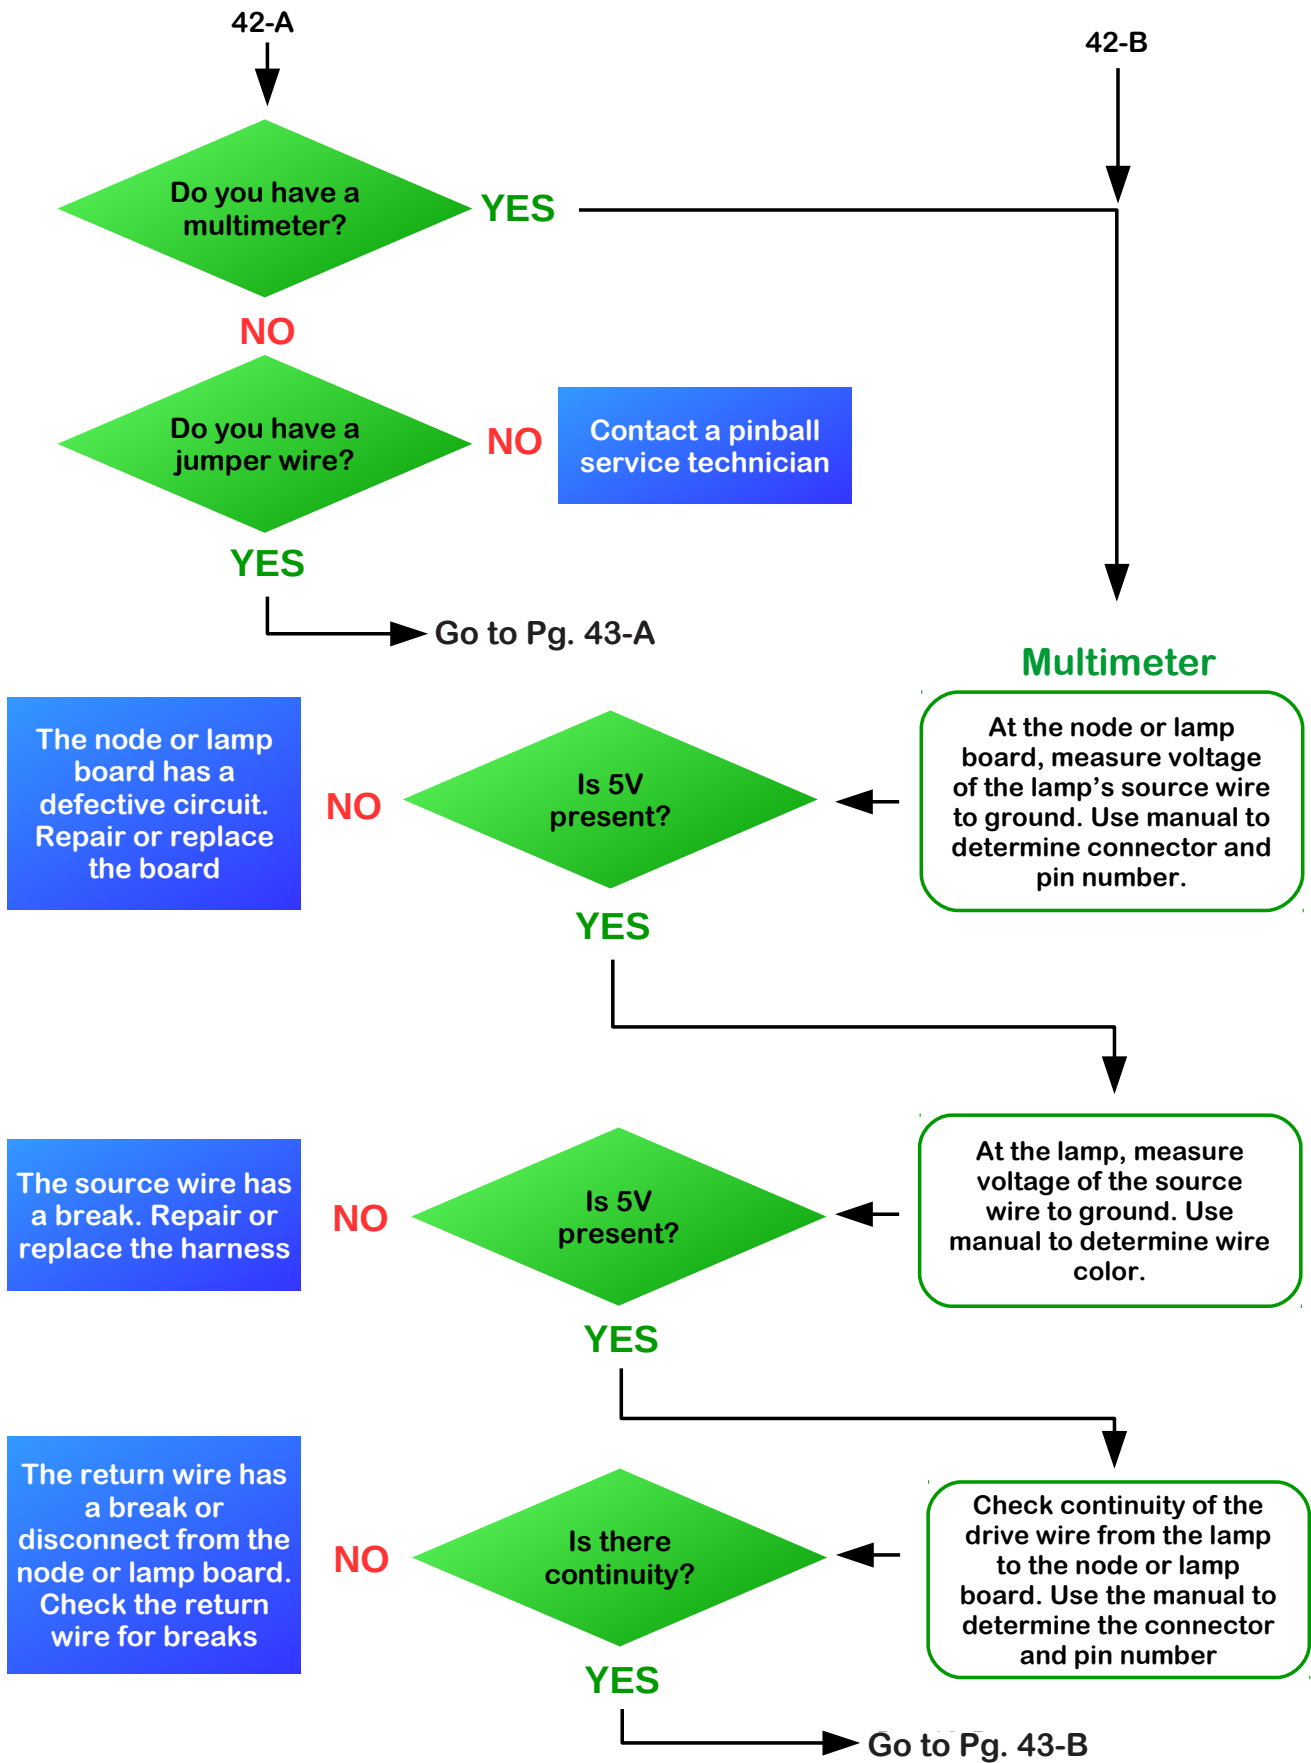 42-A
42-B
Do you have a
multimeter?
YES
NO
Do you have a
jumper wire?
NO
Contact a pinball
service technician
YES
Go to Pg. 43-A
Multimeter
At the node or lamp
board, measure voltage
of the lamp’s source wire
to ground. Use manual to
determine connector and
pin number.
Is 5V
present?
NO
The node or lamp
board has a
defective circuit.
Repair or replace
the board
YES
At the lamp, measure
voltage of the source
wire to ground. Use
manual to determine wire
color.
Is 5V
present?
NO
The source wire has
a break. Repair or
replace the harness
YES
Check continuity of the
drive wire from the lamp
to the node or lamp
board. Use the manual to
determine the connector
and pin number
Is there
continuity?
NO
The return wire has
a break or
disconnect from the
node or lamp board.
Check the return
wire for breaks
YES
Go to Pg. 43-B